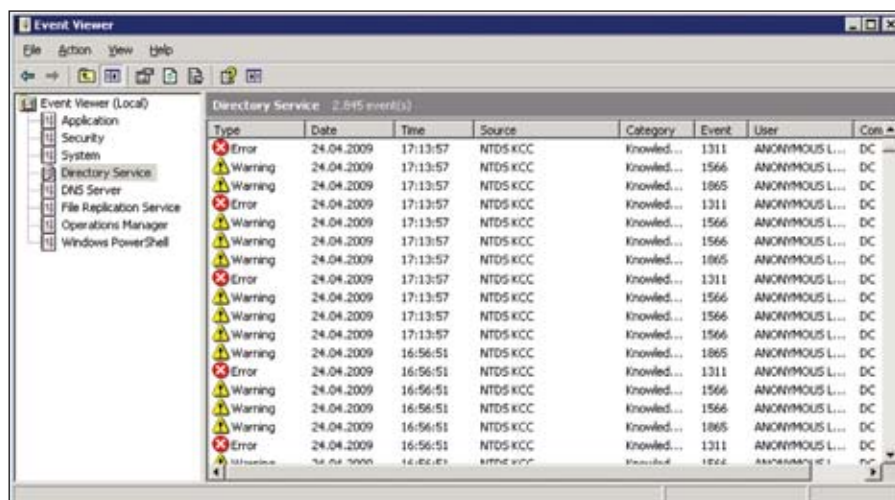 Event Viewer
File Action View Help
Event Viewer (Local)
Application
Security
System
Directory Service
DNS Server
File Replication Service
Operations Manager
Windows PowerShell
Directory Service 2.845 event(s)
Type Date Time Source Category Event User Com
Error 24.04.2009 17:13:57 NTDS KCC Knowled... 1311 ANONYMOUS L... DC
Warning 24.04.2009 17:13:57 NTDS KCC Knowled... 1566 ANONYMOUS L... DC
Warning 24.04.2009 17:13:57 NTDS KCC Knowled... 1865 ANONYMOUS L... DC
Error 24.04.2009 17:13:57 NTDS KCC Knowled... 1311 ANONYMOUS L... DC
Warning 24.04.2009 17:13:57 NTDS KCC Knowled... 1566 ANONYMOUS L... DC
Warning 24.04.2009 17:13:57 NTDS KCC Knowled... 1566 ANONYMOUS L... DC
Warning 24.04.2009 17:13:57 NTDS KCC Knowled... 1865 ANONYMOUS L... DC
Error 24.04.2009 17:13:57 NTDS KCC Knowled... 1311 ANONYMOUS L... DC
Warning 24.04.2009 17:13:57 NTDS KCC Knowled... 1566 ANONYMOUS L... DC
Warning 24.04.2009 17:13:57 NTDS KCC Knowled... 1566 ANONYMOUS L... DC
Warning 24.04.2009 17:13:57 NTDS KCC Knowled... 1566 ANONYMOUS L... DC
Warning 24.04.2009 16:56:51 NTDS KCC Knowled... 1865 ANONYMOUS L... DC
Error 24.04.2009 16:56:51 NTDS KCC Knowled... 1311 ANONYMOUS L... DC
Warning 24.04.2009 16:56:51 NTDS KCC Knowled... 1566 ANONYMOUS L... DC
Warning 24.04.2009 16:56:51 NTDS KCC Knowled... 1566 ANONYMOUS L... DC
Warning 24.04.2009 16:56:51 NTDS KCC Knowled... 1865 ANONYMOUS L... DC
Error 24.04.2009 16:56:51 NTDS KCC Knowled... 1311 ANONYMOUS L... DC